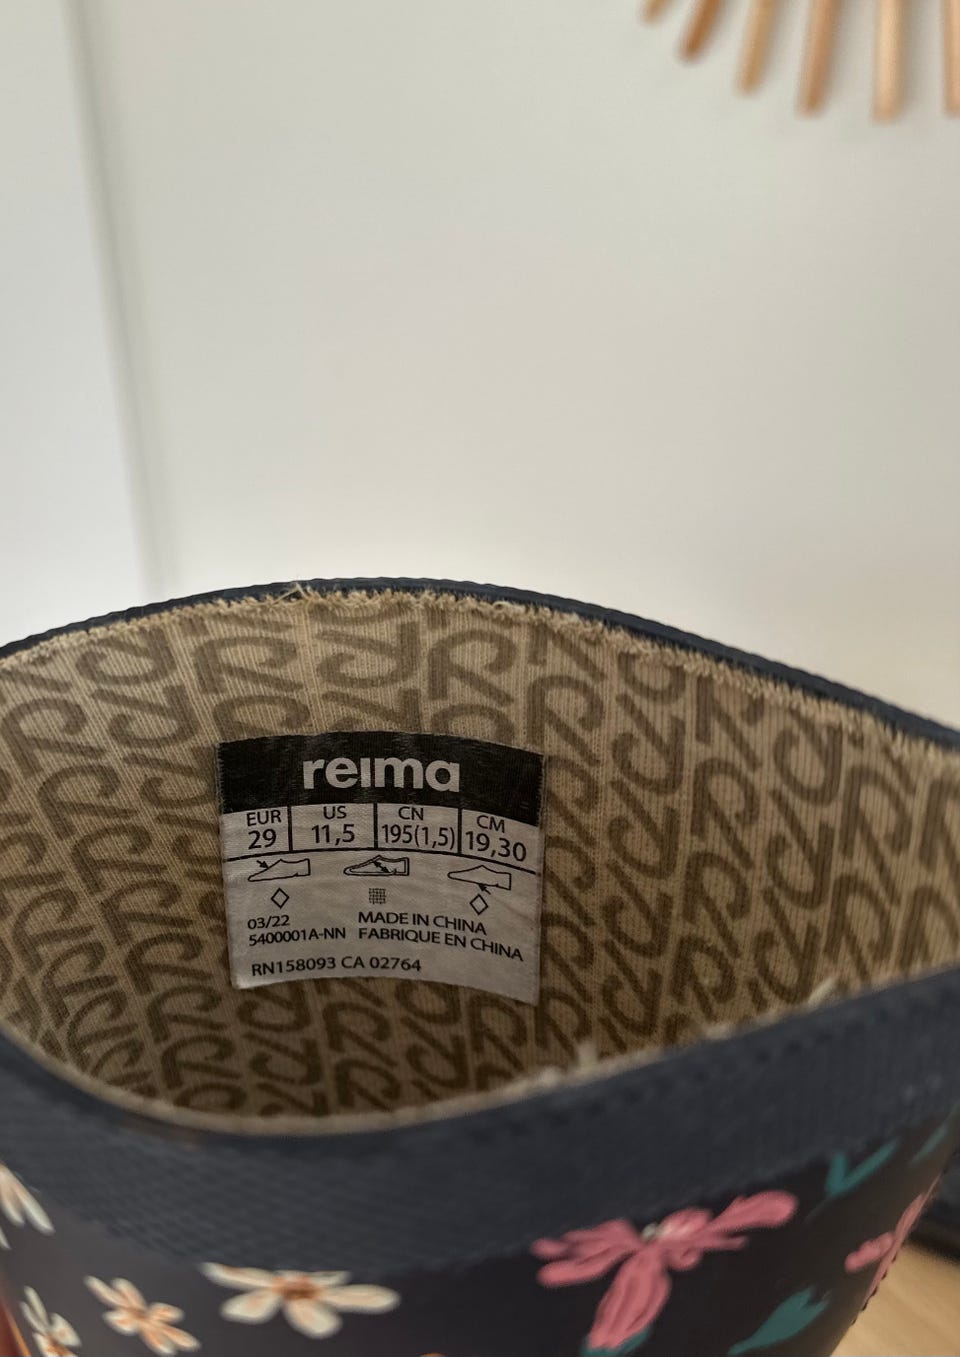 reima
EUR US CN CM
29 11,5 195(1,5) 19,30
03/22 MADE IN CHINA
5400001A-NN FABRIQUE EN CHINA
RN158093 CA 02764